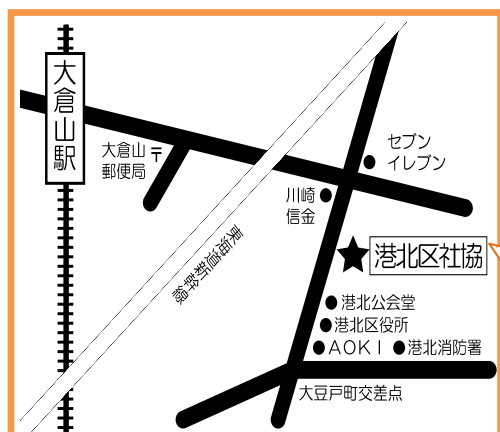 大倉山駅
大倉山
郵便局
セブン
イレブン
川崎
信金
東海道新幹線
港北区社協
港北公会堂
港北区役所
AOKI
港北消防署
大豆戸町交差点